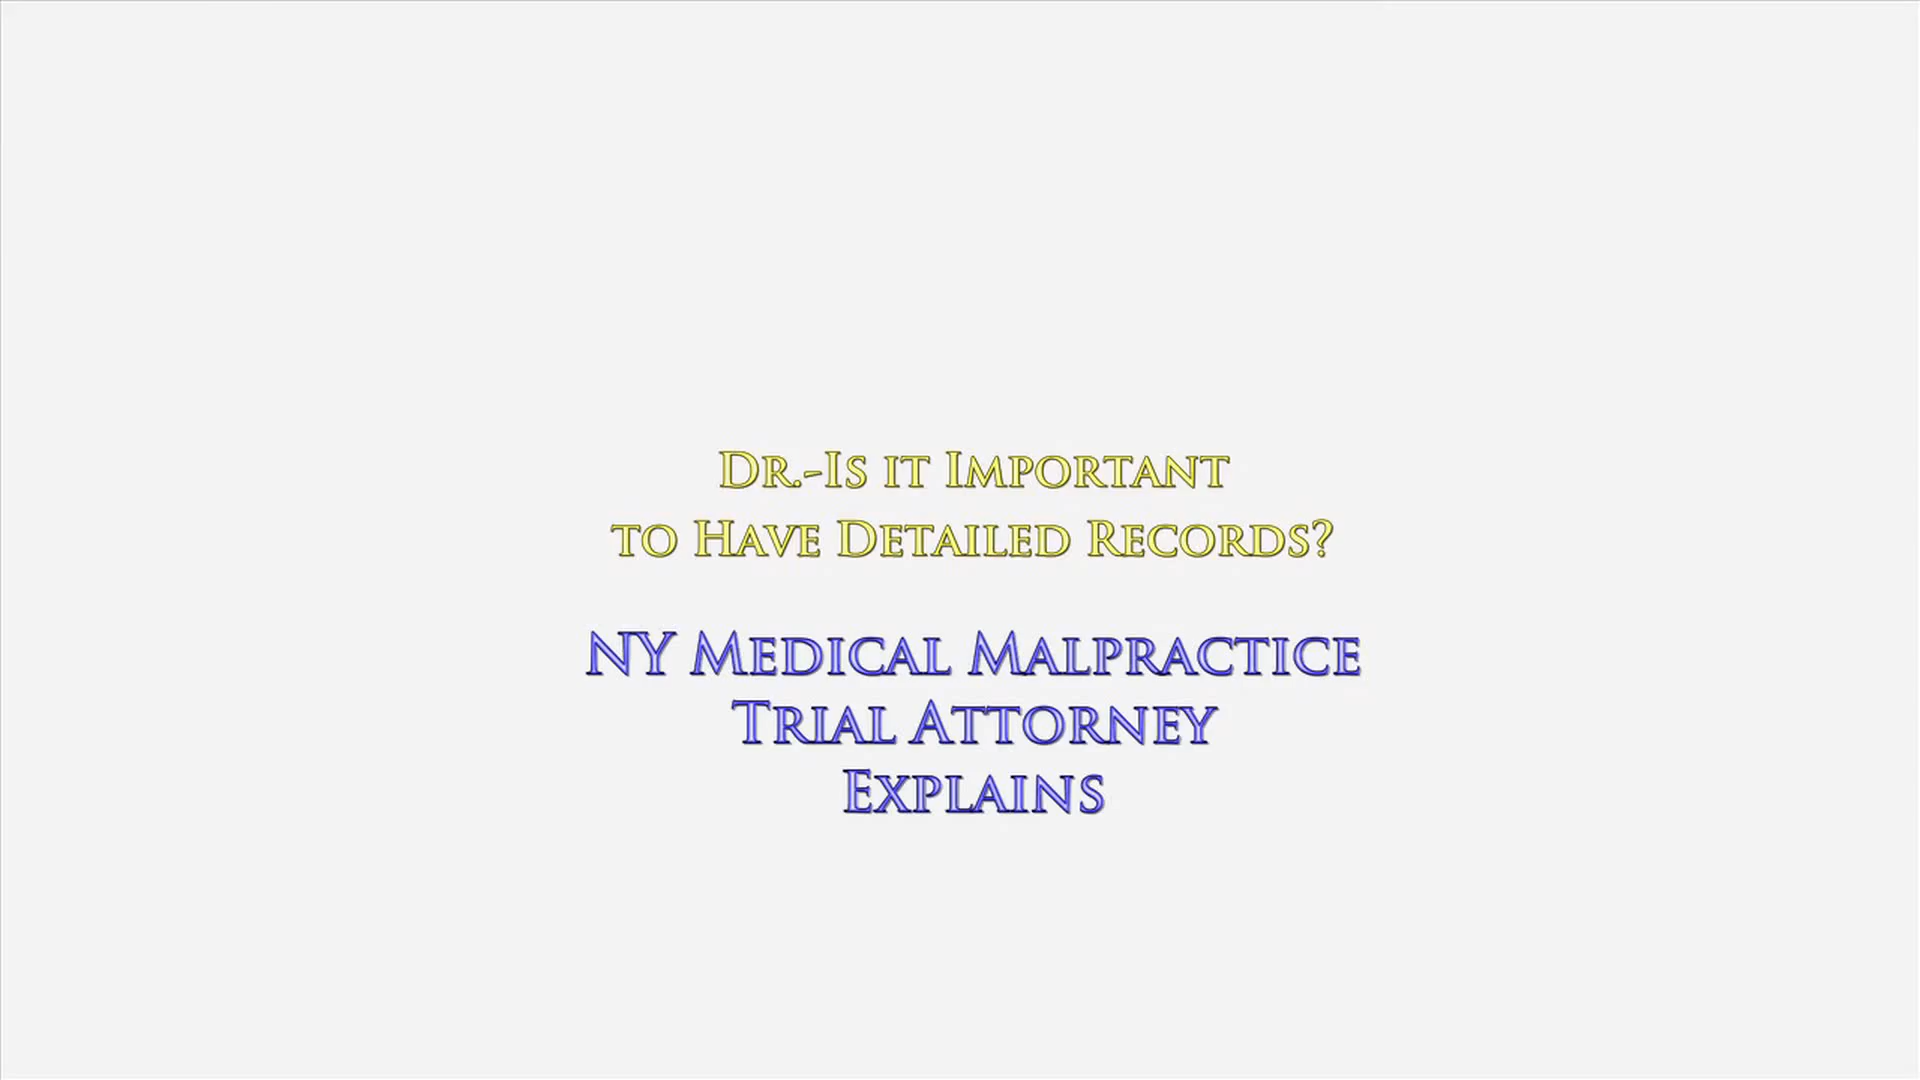 Dr.-Is it Important
to Have Detailed Records?
NY Medical Malpractice
Trial Attorney
Explains